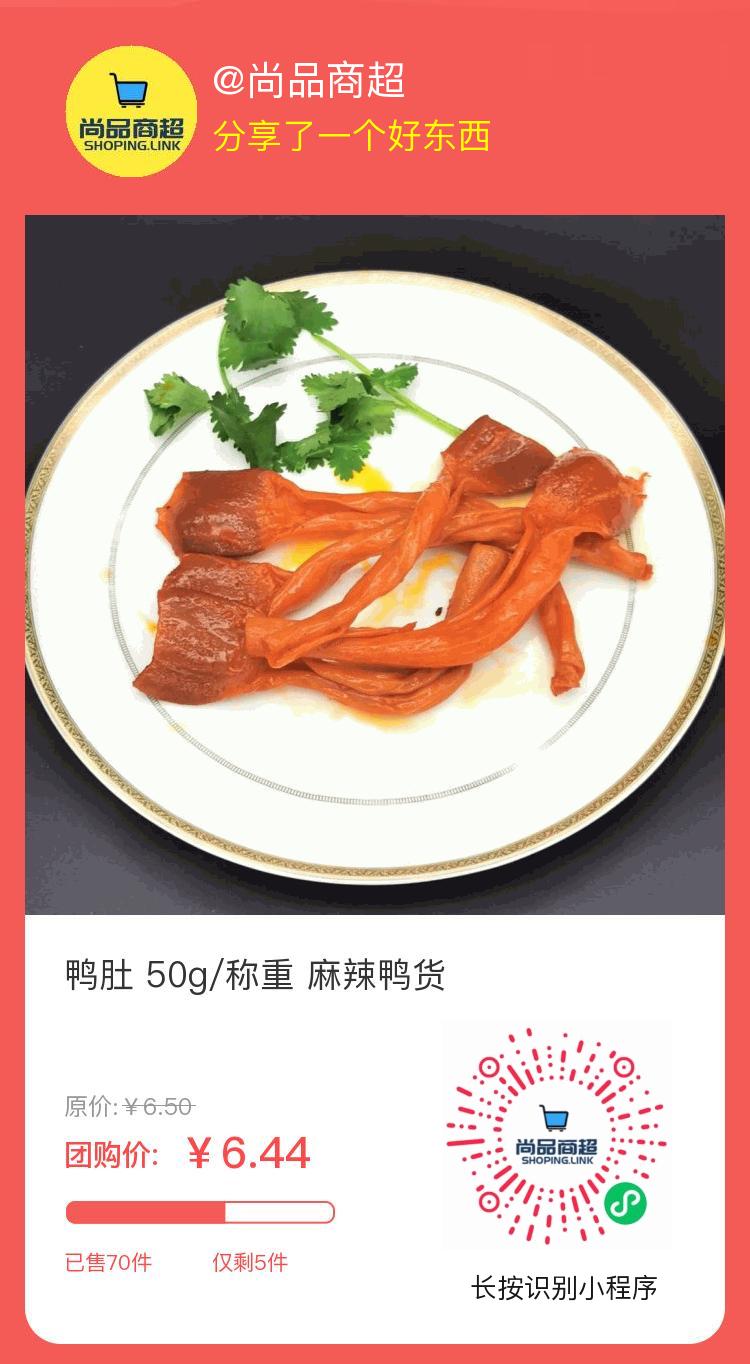 尚品商超
SHOPING.LINK
@尚品商超
分享了一个好东西
鸭肚 50g/称重 麻辣鸭货
原价:￥6.50
团购价: ￥6.44
已售70件 仅剩5件
尚品商超
SHOPING.LINK
长按识别小程序